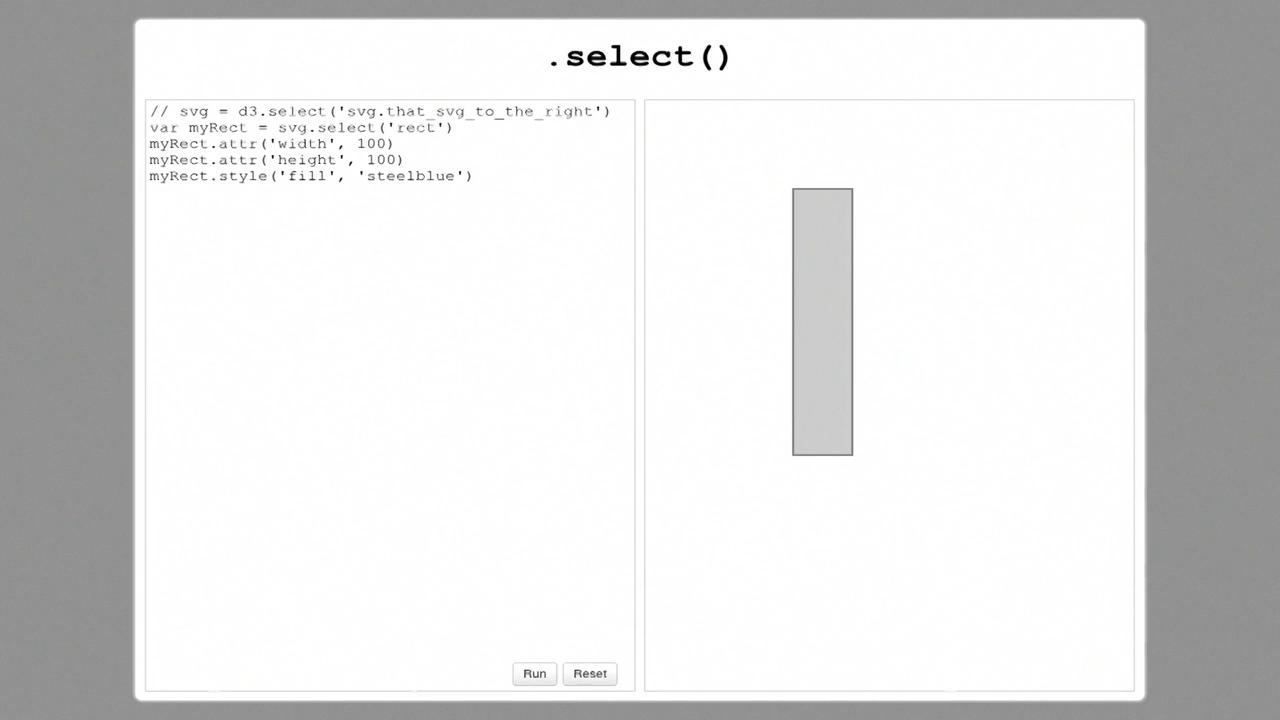 .select()
// svg = d3.select('svg.that_svg_to_the_right')
var myRect = svg.select('rect')
myRect.attr('width', 100)
myRect.attr('height', 100)
myRect.style('fill', 'steelblue')
Run Reset